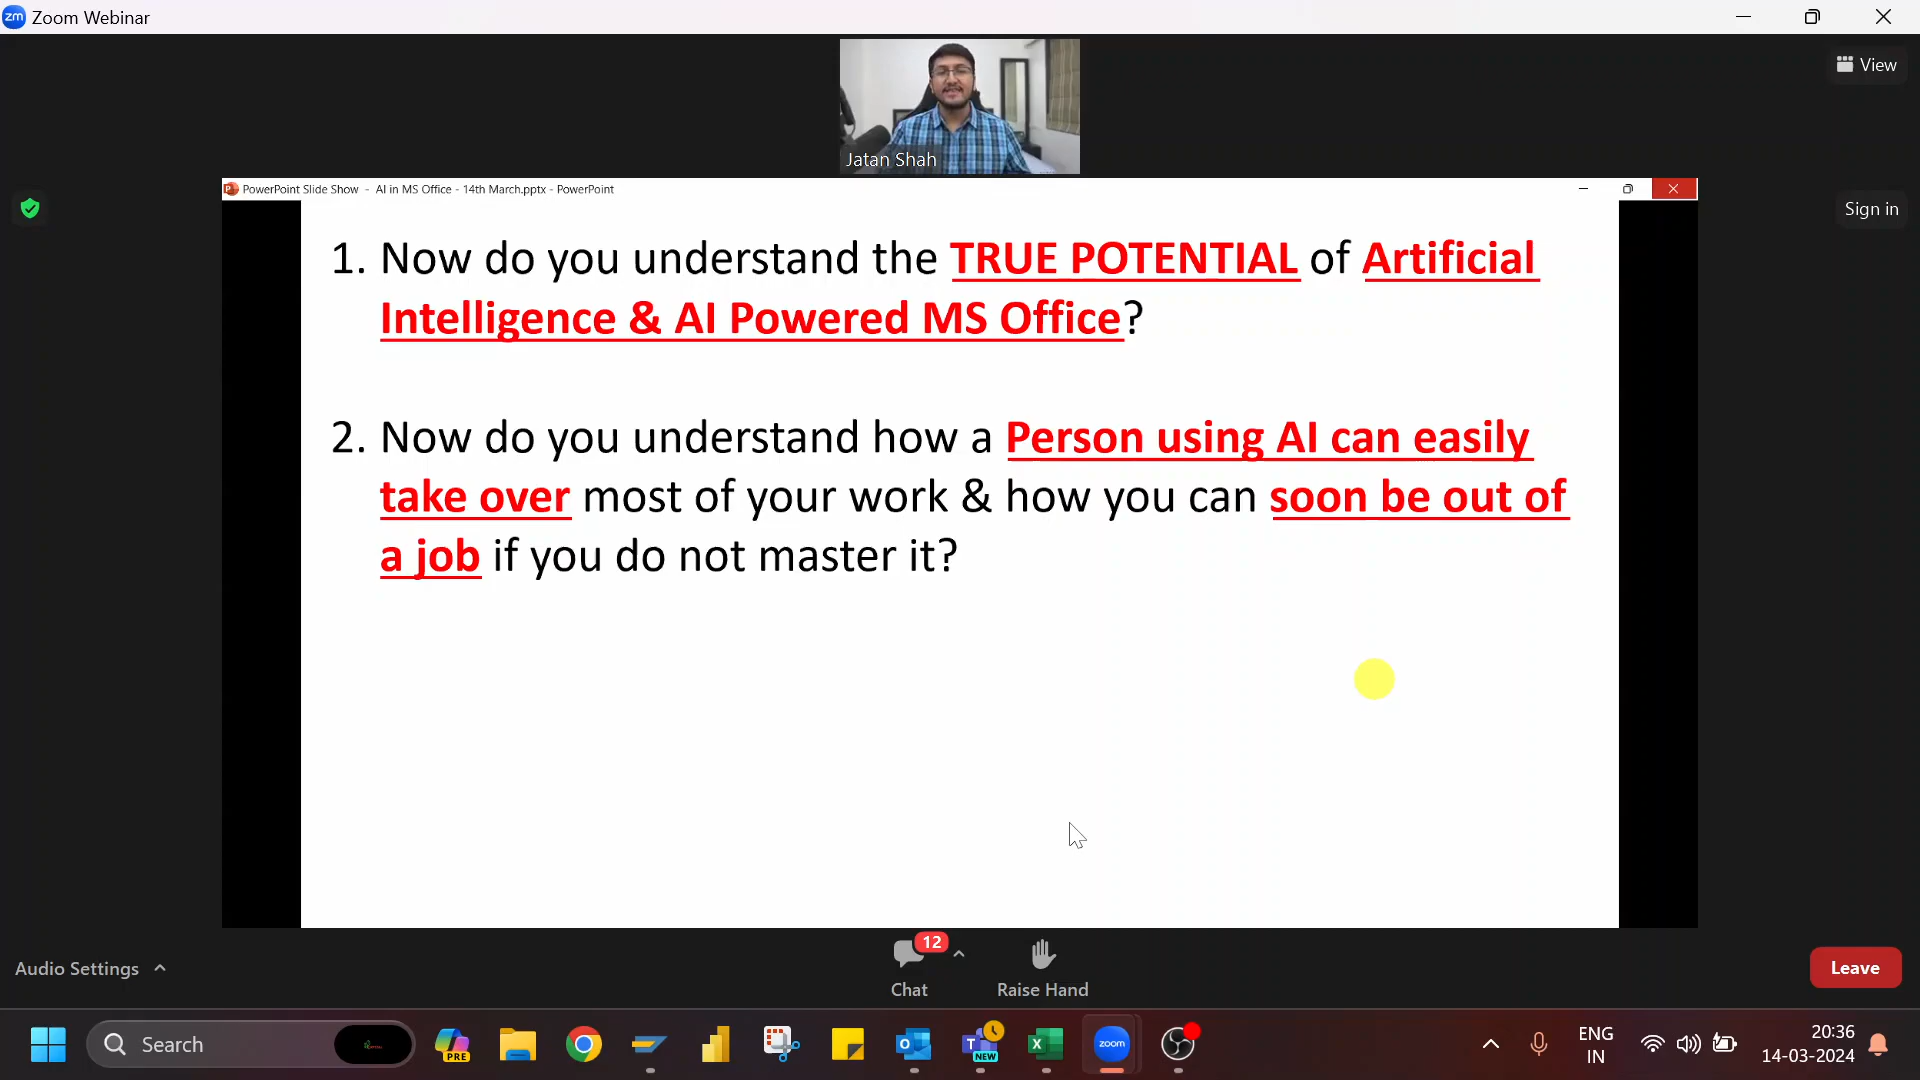 zm Zoom Webinar
View
Jatan Shah
PowerPoint Slide Show - AI in MS Office - 14th March.pptx - PowerPoint
Sign in
1. Now do you understand the TRUE POTENTIAL of Artificial
Intelligence & AI Powered MS Office?
2. Now do you understand how a Person using AI can easily
take over most of your work & how you can soon be out of
a job if you do not master it?
Audio Settings
12
Chat
Raise Hand
Leave
Search
PRE
NEW
zoom
ENG
IN
20:36
14-03-2024